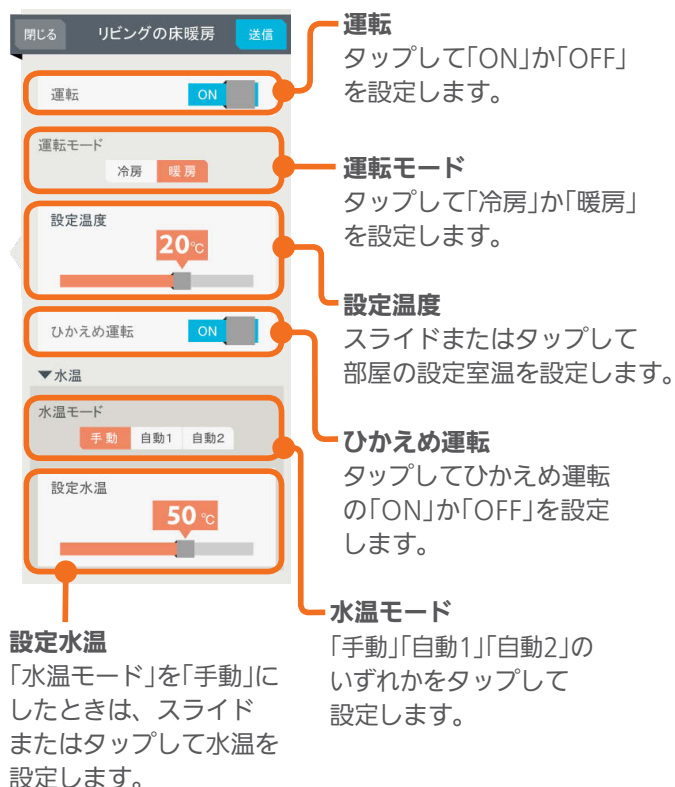 閉じる リビングの床暖房 送信
運転 ON
運転モード
冷房 暖房
設定温度
20℃
ひかえめ運転 ON
▼水温
水温モード
手動 自動1 自動2
設定水温
50℃
運転
タップして「ON」か「OFF」
を設定します。
運転モード
タップして「冷房」か「暖房」
を設定します。
設定温度
スライドまたはタップして
部屋の設定室温を設定します。
ひかえめ運転
タップしてひかえめ運転
の「ON」か「OFF」を設定
します。
水温モード
「手動」「自動1」「自動2」の
いずれかをタップして
設定します。
設定水温
「水温モード」を「手動」に
したときは、スライド
またはタップして水温を
設定します。